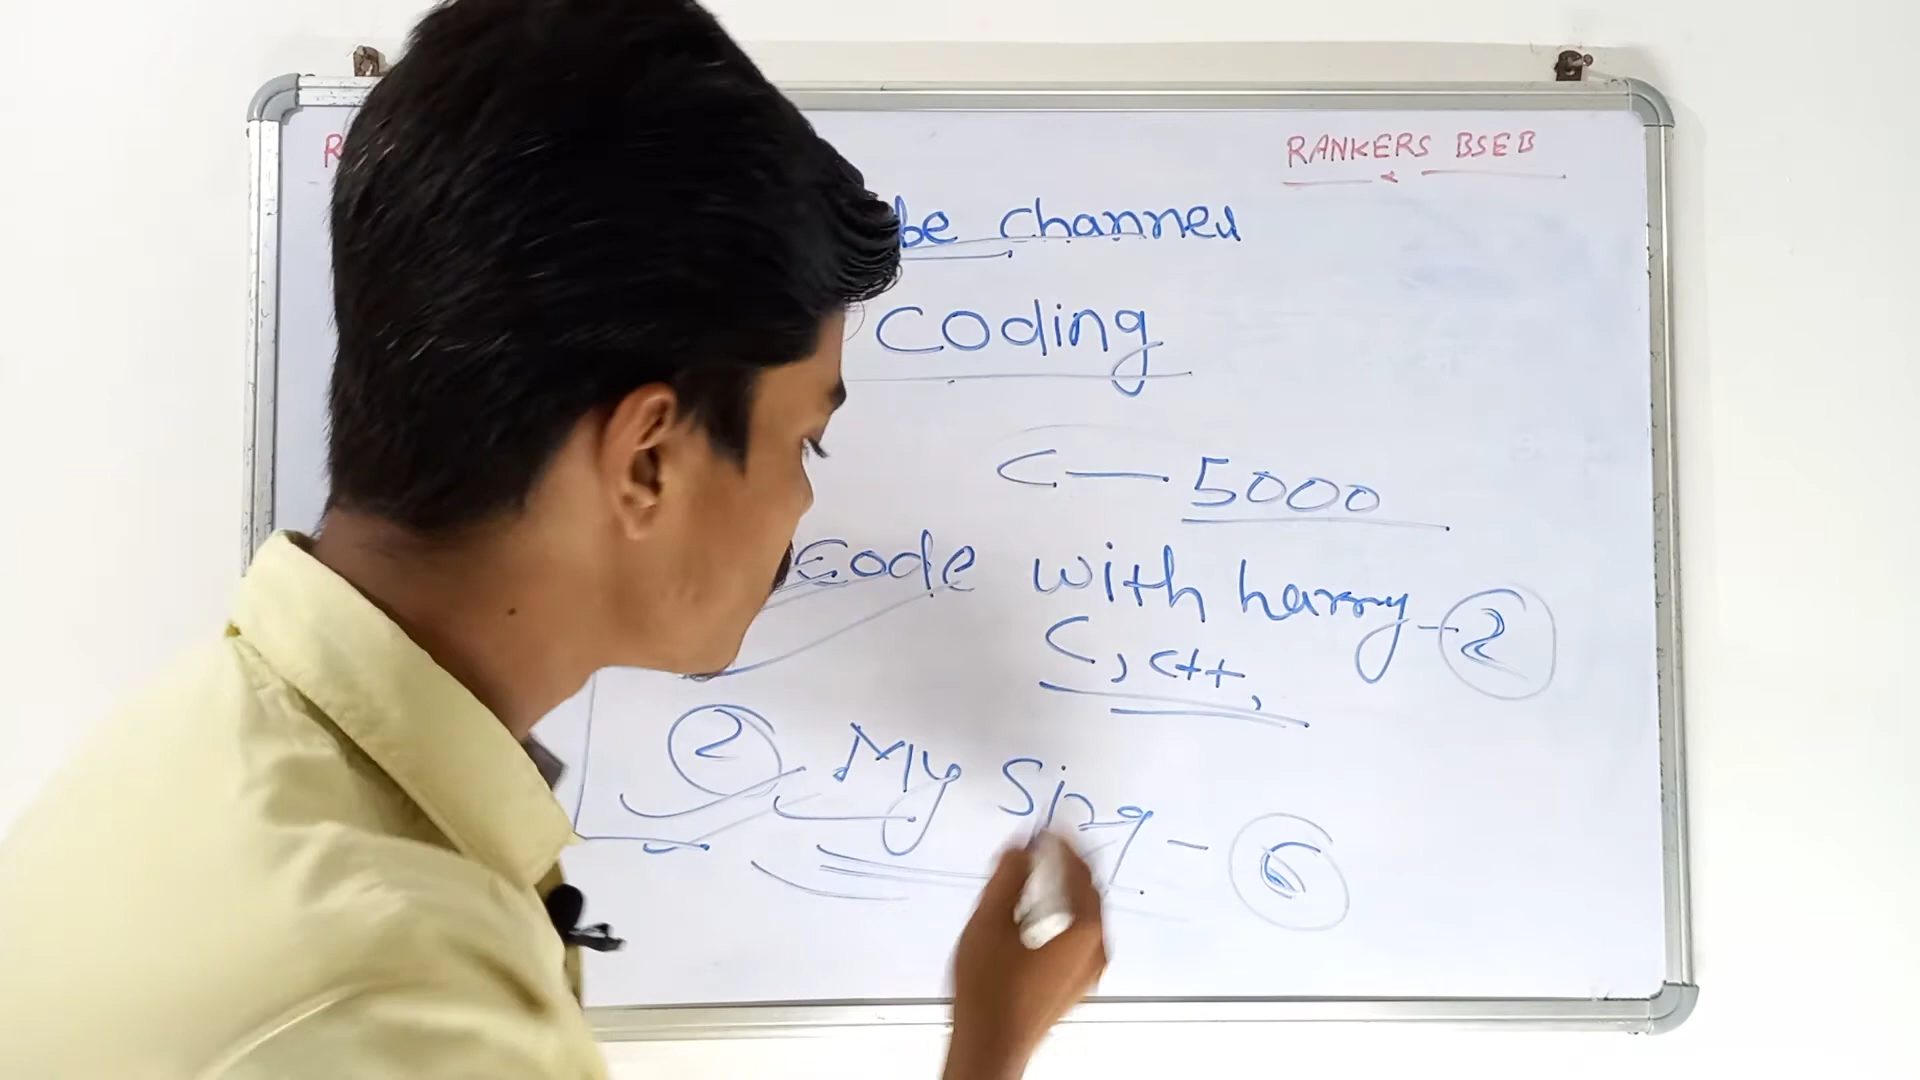 RANKERS BSEB
be channel
Coding
C — 5000
Code with harry - 2
C, C++,
2 My Sirg - 6